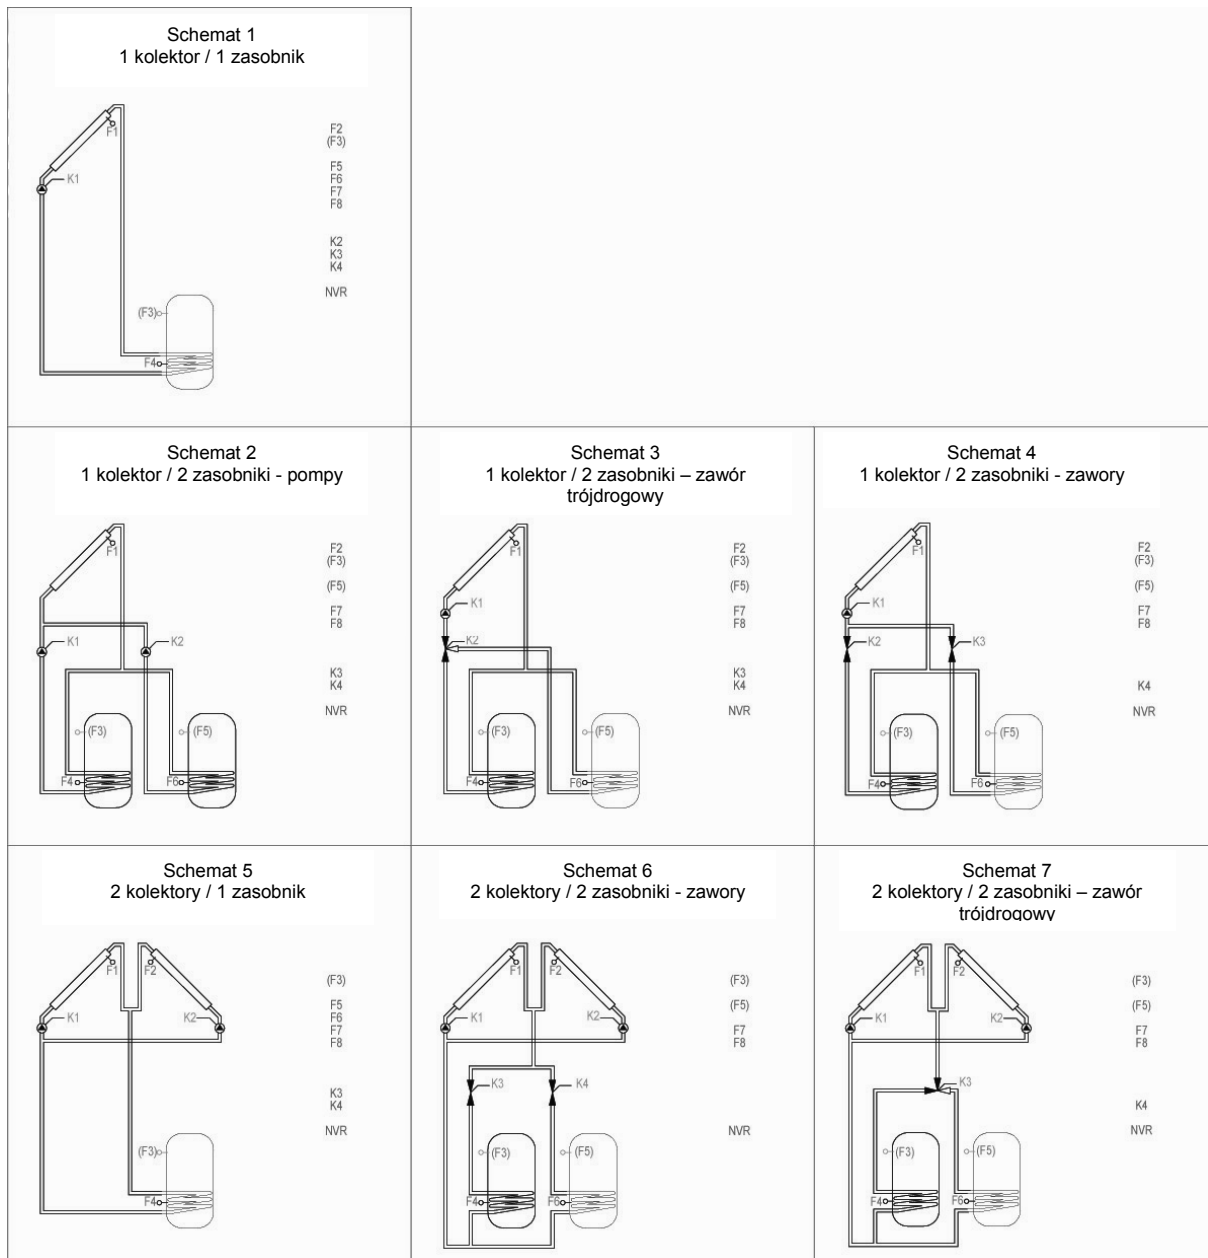 Schemat 1
1 kolektor / 1 zasobnik
F1
K1
(F3)
F4
F2
(F3)
F5
F6
F7
F8
K2
K3
K4
NVR
Schemat 2
1 kolektor / 2 zasobniki - pompy
F1
K1
K2
(F3)
(F5)
F4
F6
F2
(F3)
(F5)
F7
F8
K3
K4
NVR
Schemat 3
1 kolektor / 2 zasobniki – zawór
trójdrogowy
F1
K1
K2
(F3)
(F5)
F4
F6
F2
(F3)
(F5)
F7
F8
K3
K4
NVR
Schemat 4
1 kolektor / 2 zasobniki - zawory
F1
K1
K2
K3
(F3)
(F5)
F4
F6
F2
(F3)
(F5)
F7
F8
K4
NVR
Schemat 5
2 kolektory / 1 zasobnik
F1
F2
K1
K2
(F3)
F4
(F3)
F5
F6
F7
F8
K3
K4
NVR
Schemat 6
2 kolektory / 2 zasobniki - zawory
F1
F2
K1
K2
K3
K4
(F3)
(F5)
F4
F6
(F3)
(F5)
F7
F8
NVR
Schemat 7
2 kolektory / 2 zasobniki – zawór
trójdrogowy
F1
F2
K1
K2
K3
(F3)
(F5)
F4
F6
(F3)
(F5)
F7
F8
K4
NVR